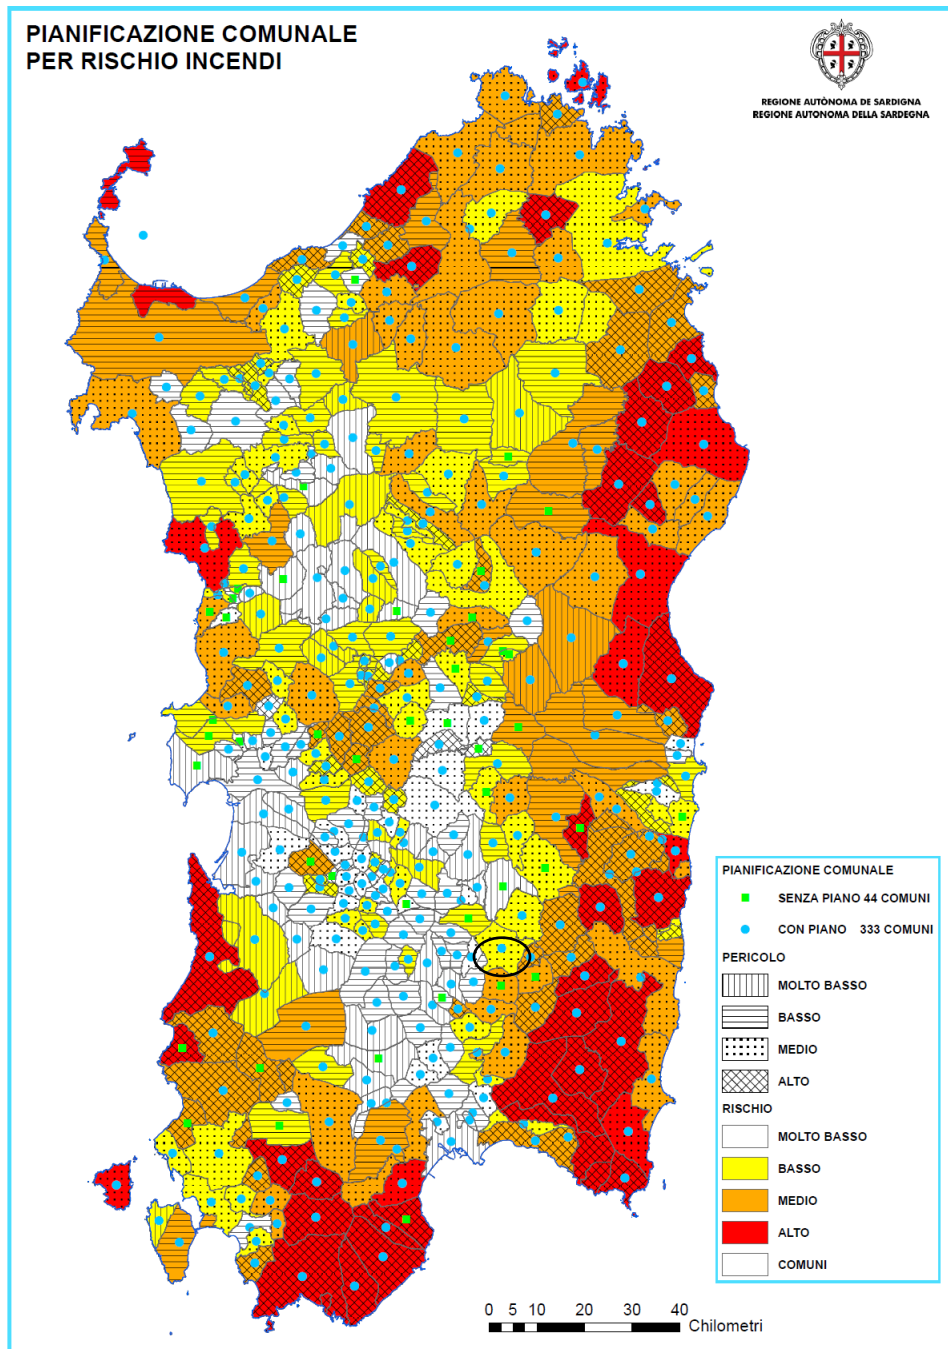 PIANIFICAZIONE COMUNALE
PER RISCHIO INCENDI
REGIONE AUTÒNOMA DE SARDIGNA
REGIONE AUTONOMA DELLA SARDEGNA
PIANIFICAZIONE COMUNALE
SENZA PIANO 44 COMUNI
CON PIANO 333 COMUNI
PERICOLO
MOLTO BASSO
BASSO
MEDIO
ALTO
RISCHIO
MOLTO BASSO
BASSO
MEDIO
ALTO
COMUNI
0 5 10 20 30 40
Chilometri